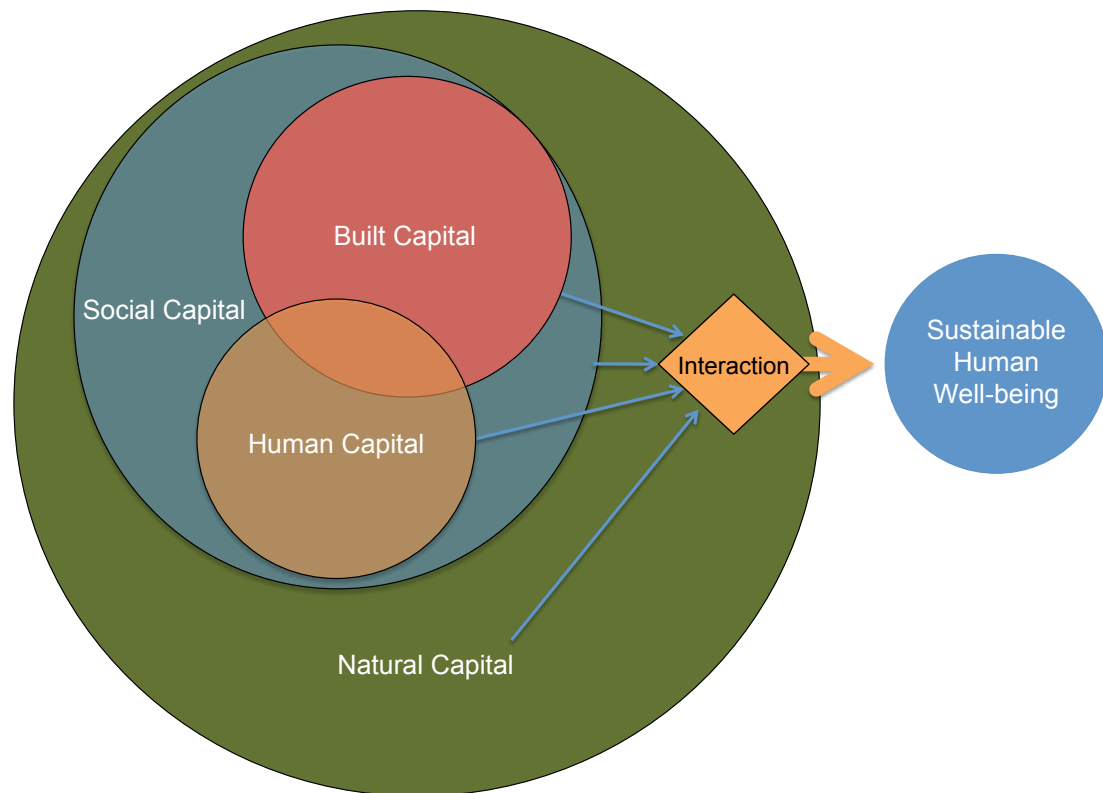 Built Capital
Social Capital
Interaction
Sustainable
Human
Well-being
Human Capital
Natural Capital